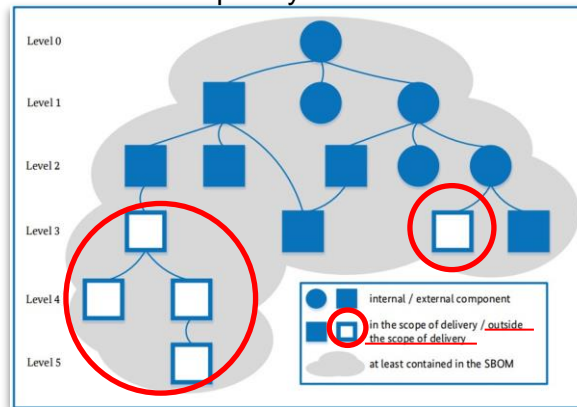 Level 0
Level 1
Level 2
Level 3
Level 4
Level 5
internal / external component
in the scope of delivery / outside
the scope of delivery
at least contained in the SBOM